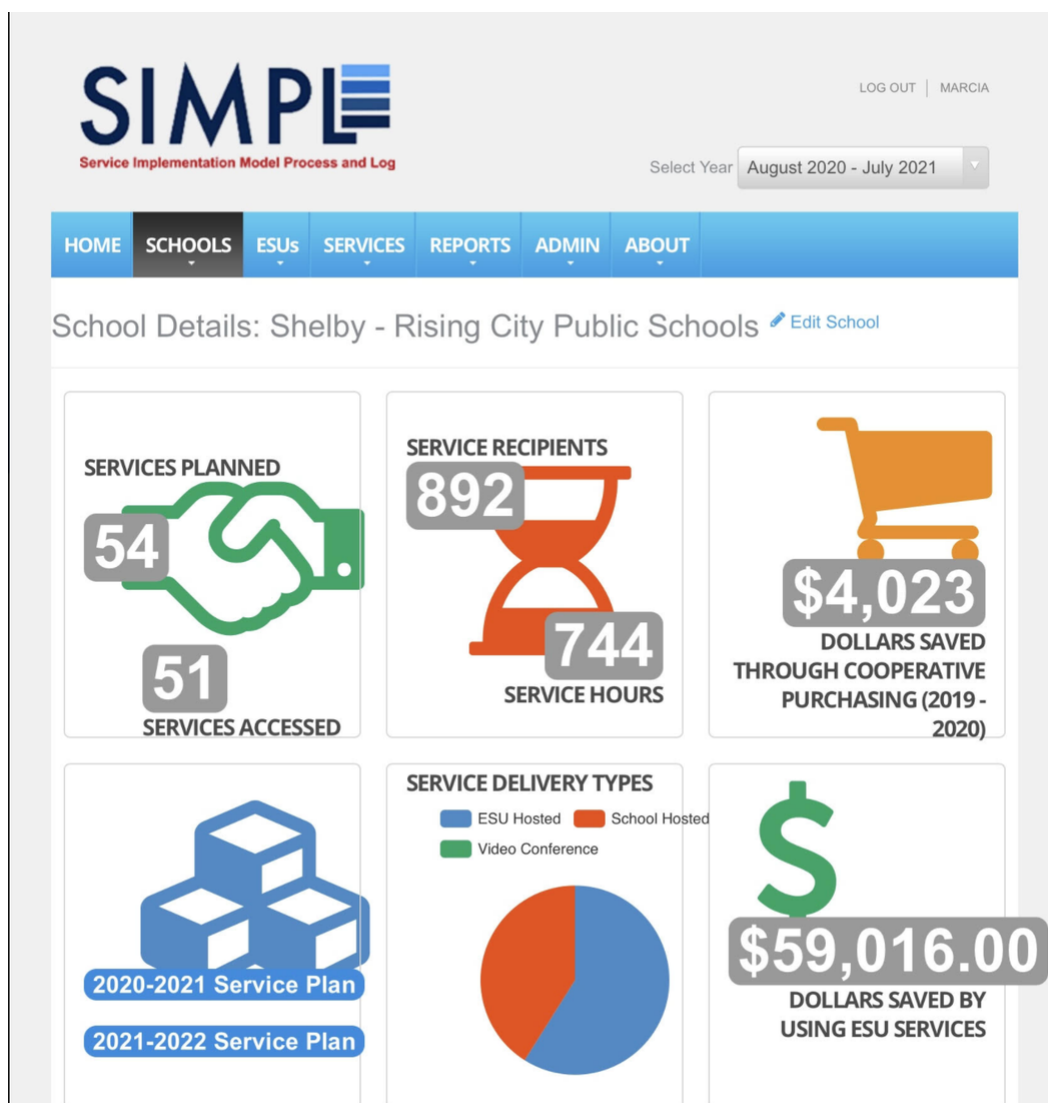 SIMPLE
Service Implementation Model Process and Log
LOG OUT | MARCIA
Select Year August 2020 - July 2021
HOME SCHOOLS ESUs SERVICES REPORTS ADMIN ABOUT
School Details: Shelby - Rising City Public Schools Edit School
SERVICES PLANNED
54
51
SERVICES ACCESSED
SERVICE RECIPIENTS
892
744
SERVICE HOURS
$4,023
DOLLARS SAVED
THROUGH COOPERATIVE
PURCHASING (2019 -
2020)
2020-2021 Service Plan
2021-2022 Service Plan
SERVICE DELIVERY TYPES
ESU Hosted School Hosted
Video Conference
$
$59,016.00
DOLLARS SAVED BY
USING ESU SERVICES